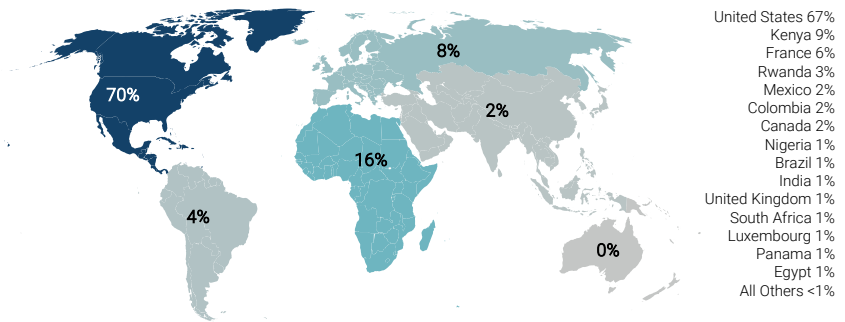 70%
4%
16%
8%
2%
0%
United States 67%
Kenya 9%
France 6%
Rwanda 3%
Mexico 2%
Colombia 2%
Canada 2%
Nigeria 1%
Brazil 1%
India 1%
United Kingdom 1%
South Africa 1%
Luxembourg 1%
Panama 1%
Egypt 1%
All Others <1%